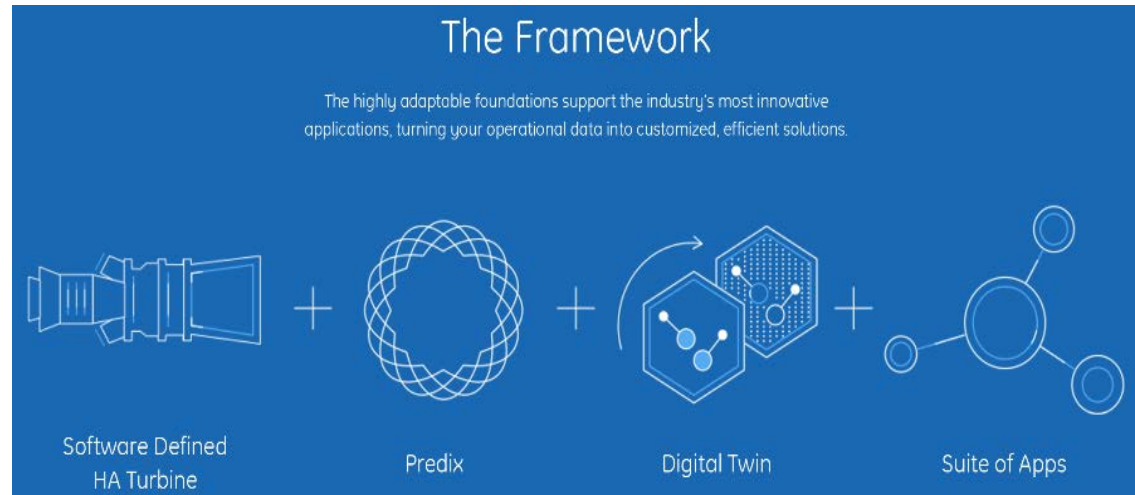 The Framework
The highly adaptable foundations support the industry's most innovative
applications, turning your operational data into customized, efficient solutions.
Software Defined
HA Turbine
Predix
Digital Twin
Suite of Apps